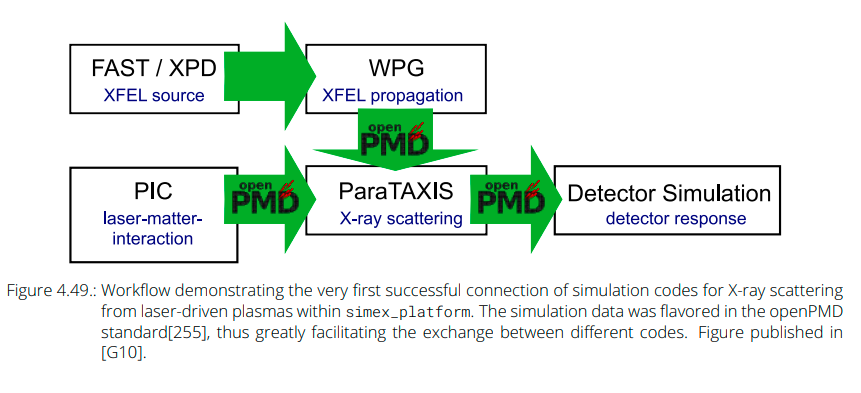 FAST / XPD
XFEL source
WPG
XFEL propagation
open
PMD
PIC
laser-matter-
interaction
open
PMD
ParaTAXIS
X-ray scattering
open
PMD
Detector Simulation
detector response
Figure 4.49.: Workflow demonstrating the very first successful connection of simulation codes for X-ray scattering
from laser-driven plasmas within simex_platform. The simulation data was flavored in the openPMD
standard[255], thus greatly facilitating the exchange between different codes. Figure published in
[G10].